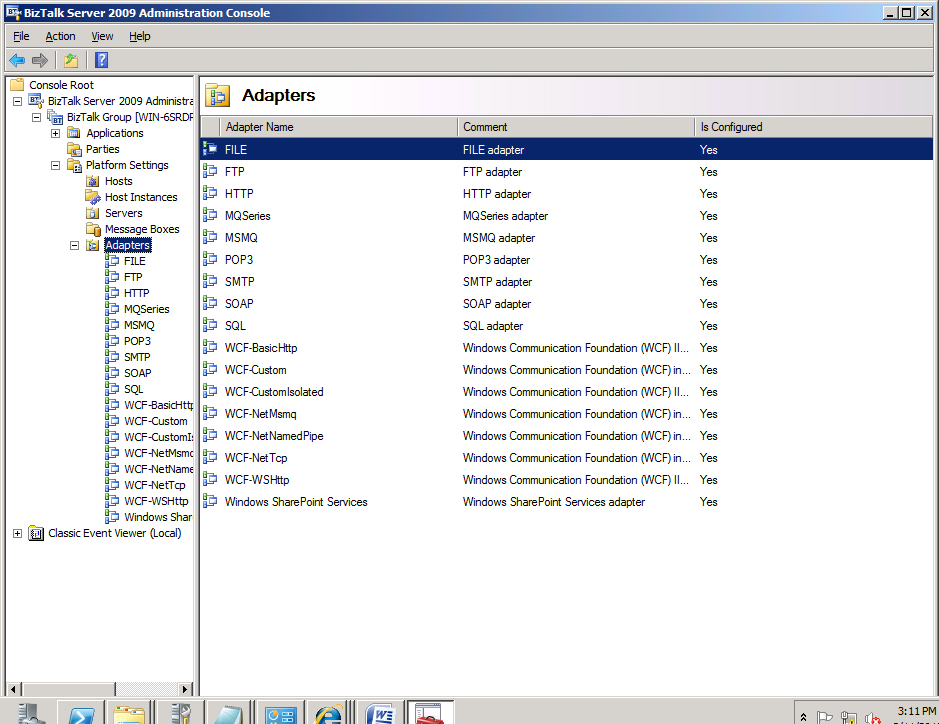 BizTalk Server 2009 Administration Console
File Action View Help
Console Root
BizTalk Server 2009 Administra
BizTalk Group [WIN-6SRDF
Applications
Parties
Platform Settings
Hosts
Host Instances
Servers
Message Boxes
Adapters
FILE
FTP
HTTP
MQSeries
MSMQ
POP3
SMTP
SOAP
SQL
WCF-BasicHttp
WCF-Custom
WCF-CustomIs
WCF-NetMsmq
WCF-NetName
WCF-NetTcp
WCF-WSHttp
Windows Shar
Classic Event Viewer (Local)
Adapters
Adapter Name Comment Is Configured
FILE FILE adapter Yes
FTP FTP adapter Yes
HTTP HTTP adapter Yes
MQSeries MQSeries adapter Yes
MSMQ MSMQ adapter Yes
POP3 POP3 adapter Yes
SMTP SMTP adapter Yes
SOAP SOAP adapter Yes
SQL SQL adapter Yes
WCF-BasicHttp Windows Communication Foundation (WCF) II... Yes
WCF-Custom Windows Communication Foundation (WCF) in... Yes
WCF-CustomIsolated Windows Communication Foundation (WCF) II... Yes
WCF-NetMsmq Windows Communication Foundation (WCF) in... Yes
WCF-NetNamedPipe Windows Communication Foundation (WCF) in... Yes
WCF-NetTcp Windows Communication Foundation (WCF) in... Yes
WCF-WSHttp Windows Communication Foundation (WCF) II... Yes
Windows SharePoint Services Windows SharePoint Services adapter Yes
3:11 PM